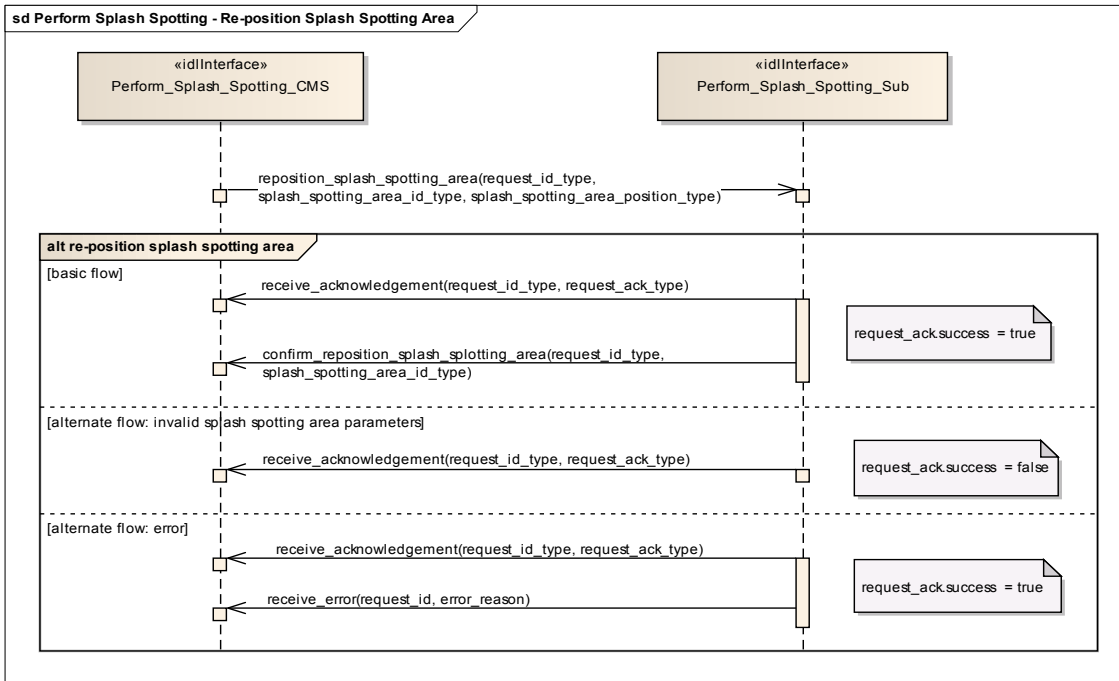 sd Perform Splash Spotting - Re-position Splash Spotting Area
«idlInterface»
Perform_Splash_Spotting_CMS
«idlInterface»
Perform_Splash_Spotting_Sub
reposition_splash_spotting_area(request_id_type,
splash_spotting_area_id_type, splash_spotting_area_position_type)
alt re-position splash spotting area
[basic flow]
receive_acknowledgement(request_id_type, request_ack_type)
request_ack.success = true
confirm_reposition_splash_splotting_area(request_id_type,
splash_spotting_area_id_type)
[alternate flow: invalid splash spotting area parameters]
receive_acknowledgement(request_id_type, request_ack_type)
request_ack.success = false
[alternate flow: error]
receive_acknowledgement(request_id_type, request_ack_type)
request_ack.success = true
receive_error(request_id, error_reason)